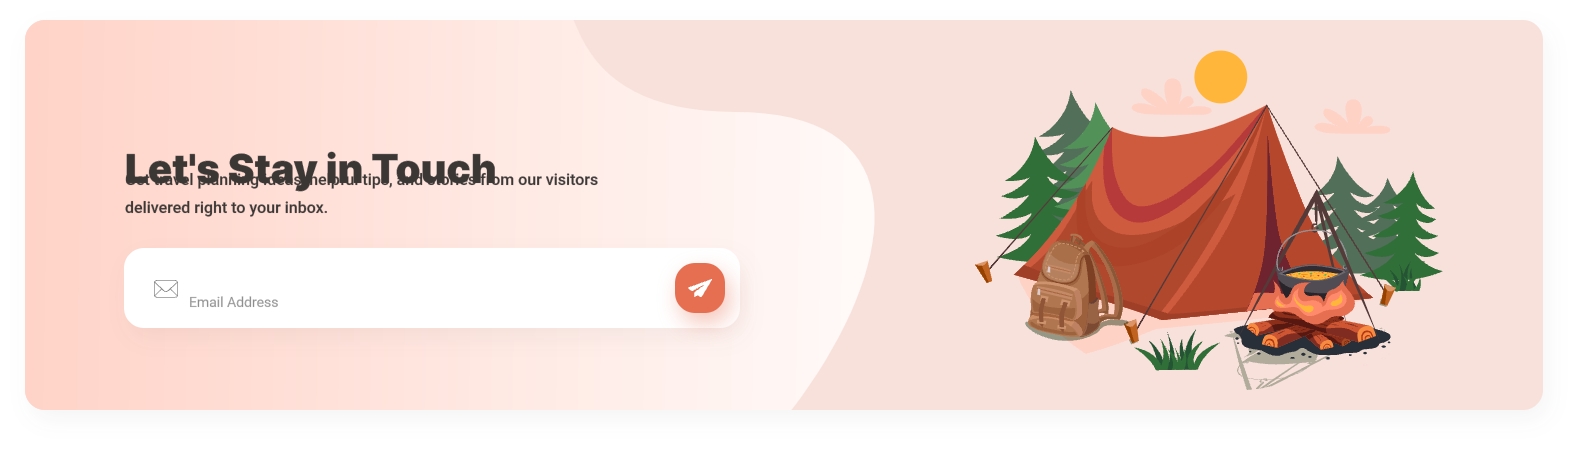 Let's Stay in Touch
Get travel planning ideas, helpful tips, and stories from our visitors
delivered right to your inbox.
Email Address